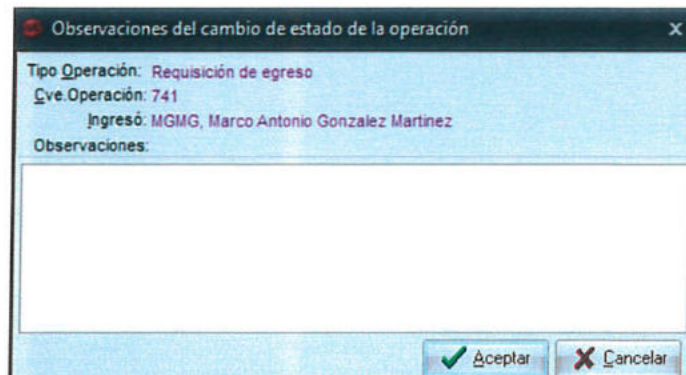 Observaciones del cambio de estado de la operación x
Tipo Operación: Requisición de egreso
Cve.Operación: 741
Ingresó: MGMG, Marco Antonio Gonzalez Martinez
Observaciones:
Aceptar Cancelar